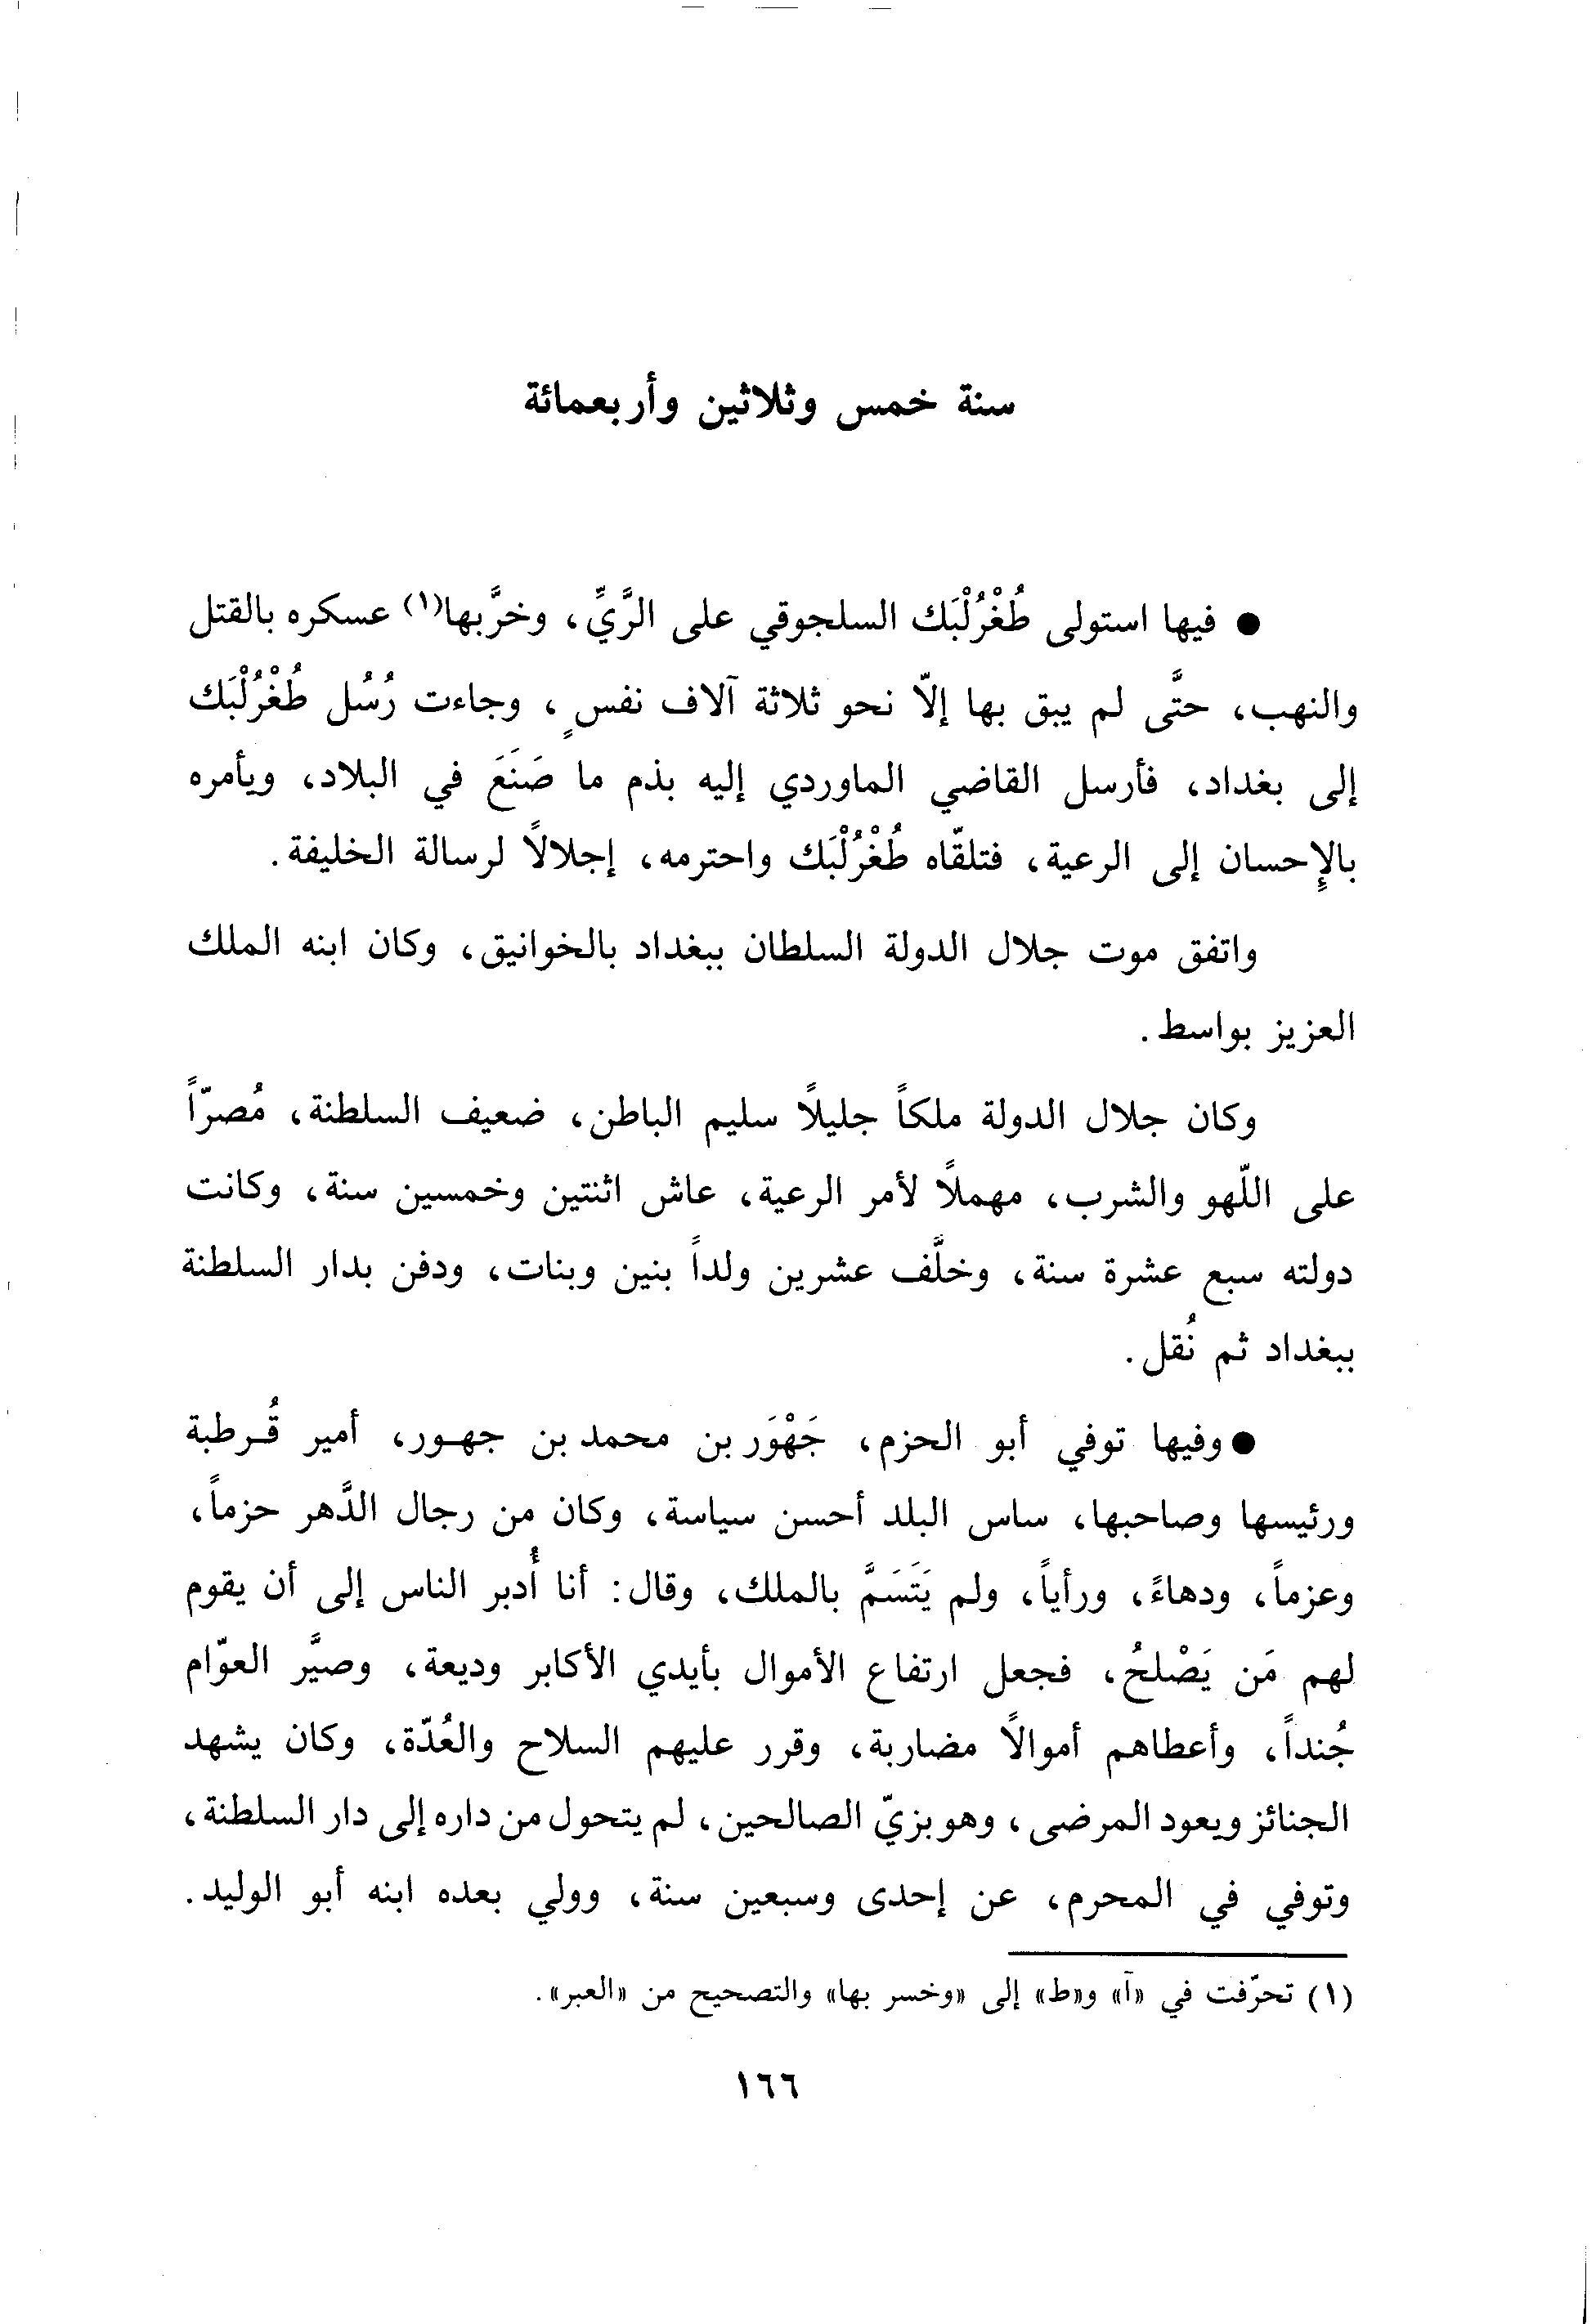 سنة خمس وثلاثين وأربعمائة
● فيها استولى طُغْرُلْبَك السلجوقي على الرَّيِّ، وخرَّبها(١) عسكره بالقتل
والنهب، حتَّى لم يبق بها إلّا نحو ثلاثة آلاف نفسٍ، وجاءت رُسُل طُغْرُلْبَك
إلى بغداد، فأرسل القاضي الماوردي إليه بذم ما صَنَعَ في البلاد، ويأمره
بالإِحسان إلى الرعية، فتلقّاه طُغْرُلْبَك واحترمه، إجلالاً لرسالة الخليفة.
واتفق موت جلال الدولة السلطان ببغداد بالخوانيق، وكان ابنه الملك
العزيز بواسط.
وكان جلال الدولة ملكاً جليلاً سليم الباطن، ضعيف السلطنة، مُصرّاً
على اللّهو والشرب، مهملاً لأمر الرعية، عاش اثنتين وخمسين سنة، وكانت
دولته سبع عشرة سنة، وخلَّف عشرين ولداً بنين وبنات، ودفن بدار السلطنة
ببغداد ثم نُقل.
● وفيها توفي أبو الحزم، جَهْوَر بن محمد بن جهـور، أمير قُـرطبة
ورئيسها وصاحبها، ساس البلد أحسن سياسة، وكان من رجال الدَّهر حزماً،
وعزماً، ودهاءً، ورأياً، ولم يَتَسَمَّ بالملك، وقال: أنا أُدبر الناس إلى أن يقوم
لهم مَن يَصْلحُ، فجعل ارتفاع الأموال بأيدي الأكابر وديعة، وصيَّر العوّام
جُنداً، وأعطاهم أموالاً مضاربة، وقرر عليهم السلاح والعُدّة، وكان يشهد
الجنائز ويعود المرضى، وهو بزيّ الصالحين، لم يتحول من داره إلى دار السلطنة،
وتوفي في المحرم، عن إحدى وسبعين سنة، وولي بعده ابنه أبو الوليد.
(١) تحرّفت في «آ» و«ط» إلى «وخسر بها» والتصحيح من «العبر».
١٦٦